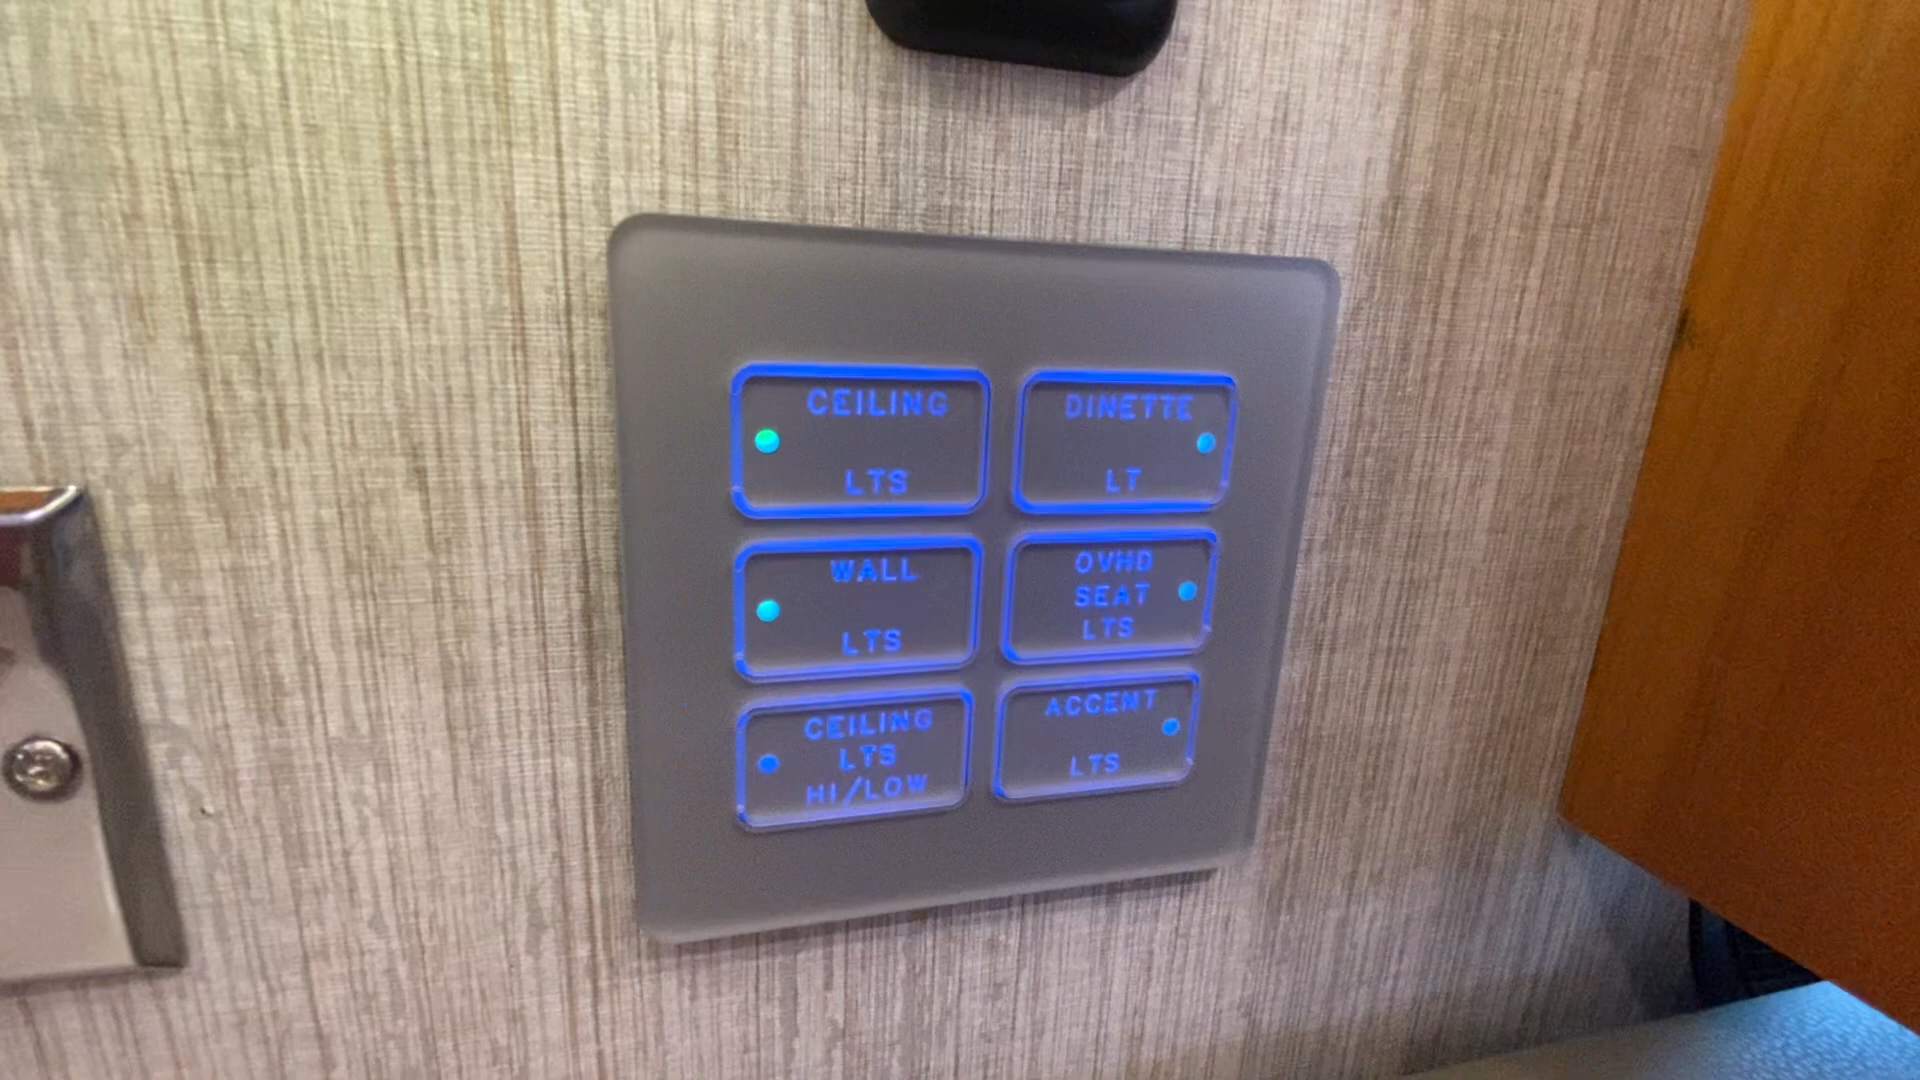 CEILING
LTS
DINETTE
LT
WALL
LTS
OVHD
SEAT
LTS
CEILING
LTS
HI/LOW
ACCENT
LTS